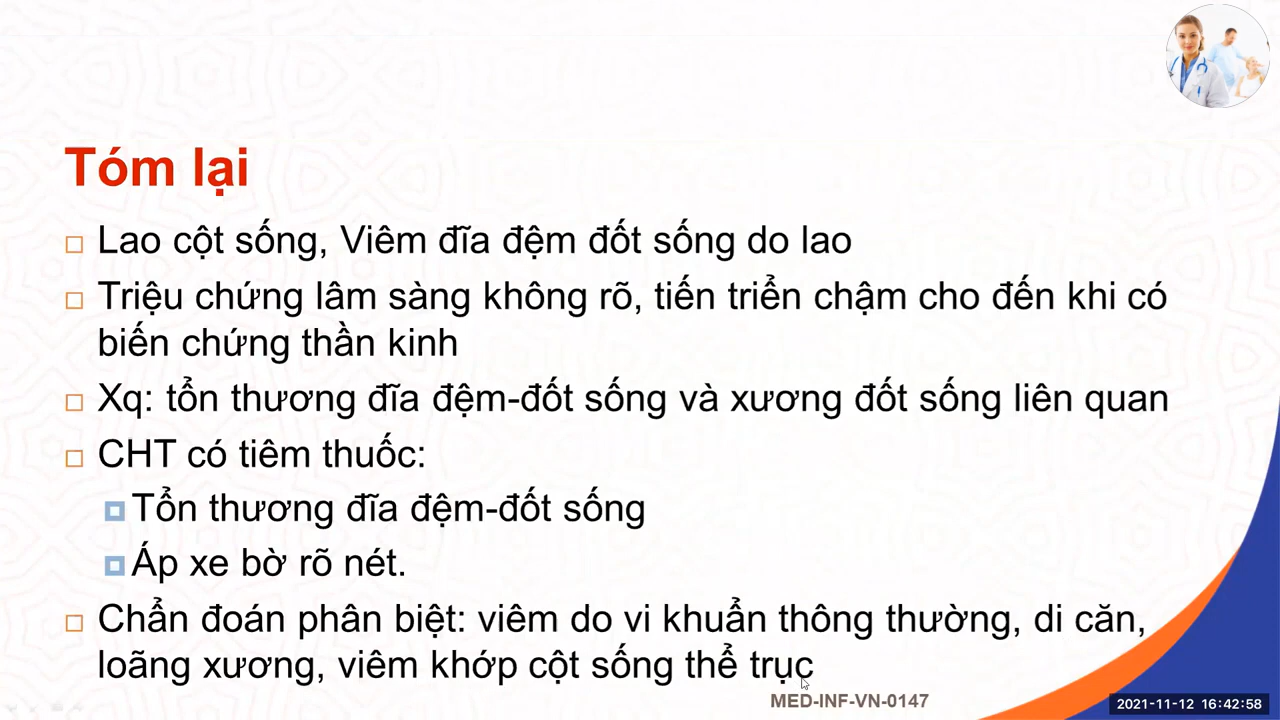 Tóm lại
Lao cột sống, Viêm đĩa đệm đốt sống do lao
Triệu chứng lâm sàng không rõ, tiến triển chậm cho đến khi có
biến chứng thần kinh
Xq: tổn thương đĩa đệm-đốt sống và xương đốt sống liên quan
CHT có tiêm thuốc:
Tổn thương đĩa đệm-đốt sống
Áp xe bờ rõ nét.
Chẩn đoán phân biệt: viêm do vi khuẩn thông thường, di căn,
loãng xương, viêm khớp cột sống thể trục
MED-INF-VN-0147
2021-11-12 16:42:58